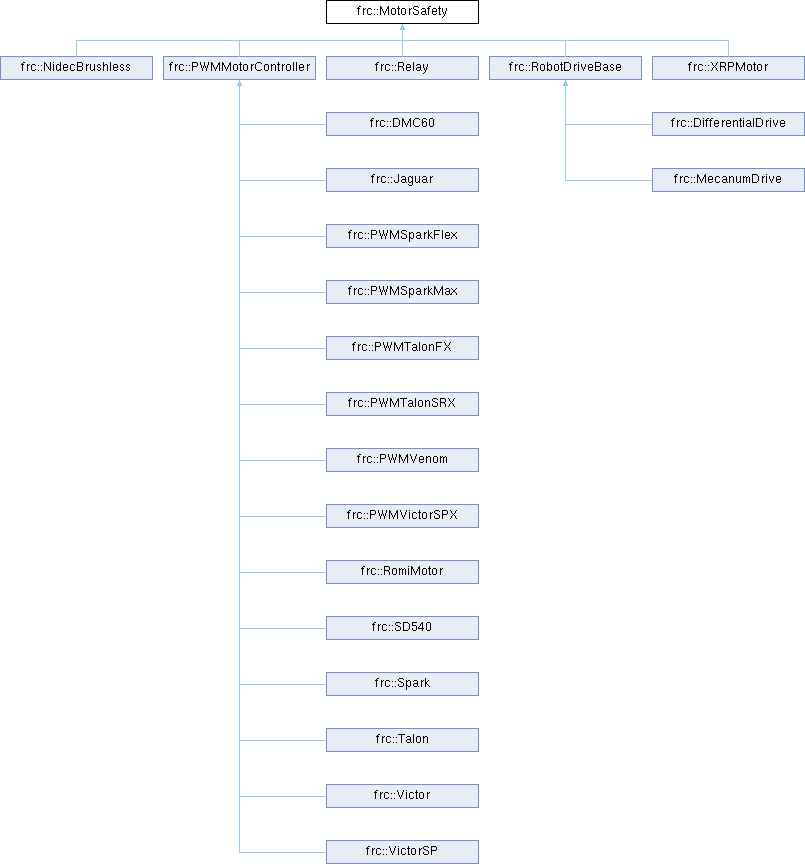 frc::MotorSafety
frc::NidecBrushless
frc::PWMMotorController
frc::Relay
frc::RobotDriveBase
frc::XRPMotor
frc::DMC60
frc::DifferentialDrive
frc::Jaguar
frc::MecanumDrive
frc::PWMSparkFlex
frc::PWMSparkMax
frc::PWMTalonFX
frc::PWMTalonSRX
frc::PWMVenom
frc::PWMVictorSPX
frc::RomiMotor
frc::SD540
frc::Spark
frc::Talon
frc::Victor
frc::VictorSP